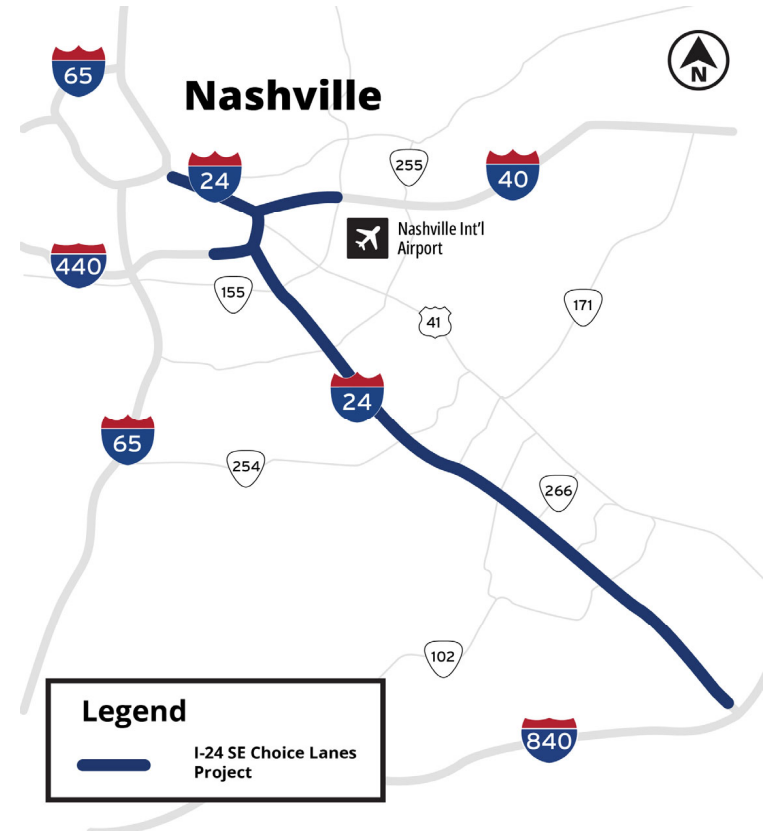 65
N
Nashville
24
255
40
Nashville Int'l
Airport
440
155
41
171
24
65
254
266
102
840
Legend
I-24 SE Choice Lanes
Project